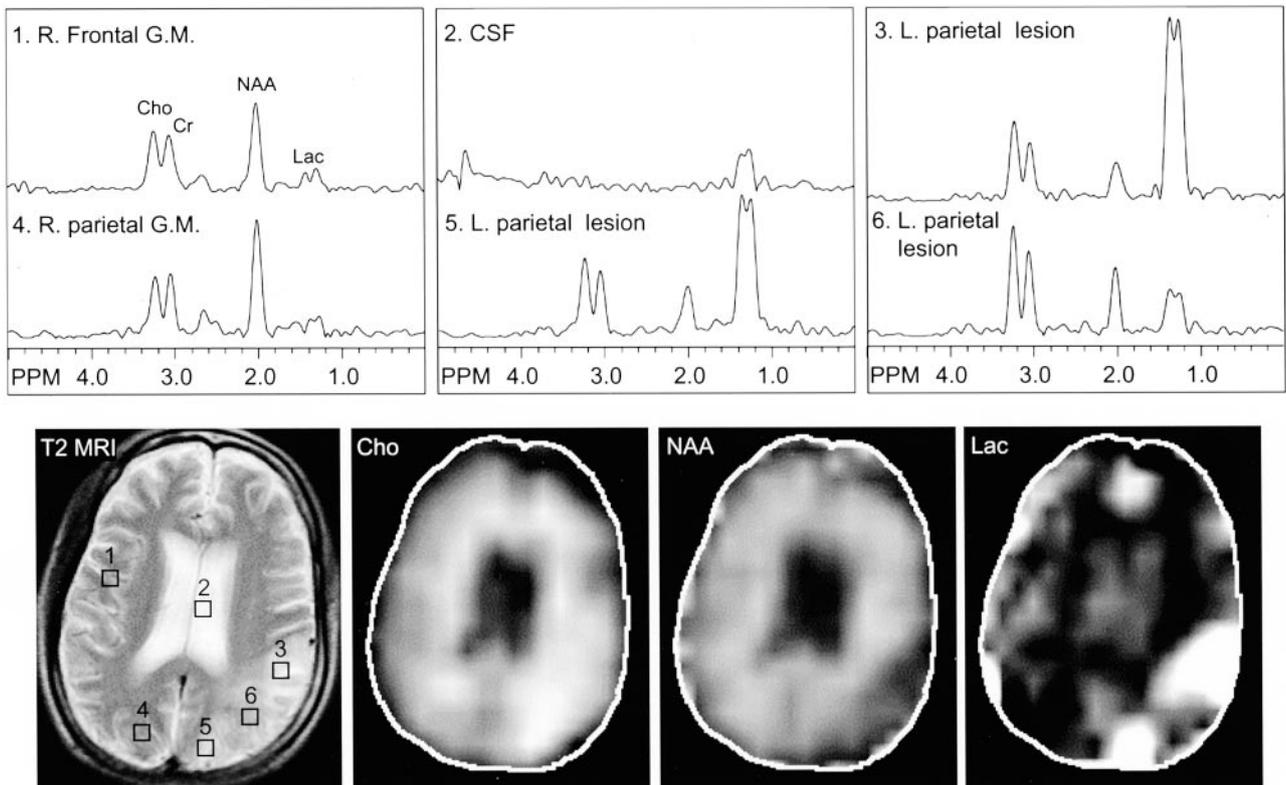 1. R. Frontal G.M.
Cho
Cr
NAA
Lac
2. CSF
3. L. parietal lesion
4. R. parietal G.M.
5. L. parietal lesion
6. L. parietal
lesion
PPM 4.0 3.0 2.0 1.0
PPM 4.0 3.0 2.0 1.0
PPM 4.0 3.0 2.0 1.0
T2 MRI
1
2
3
4
5
6
Cho
NAA
Lac